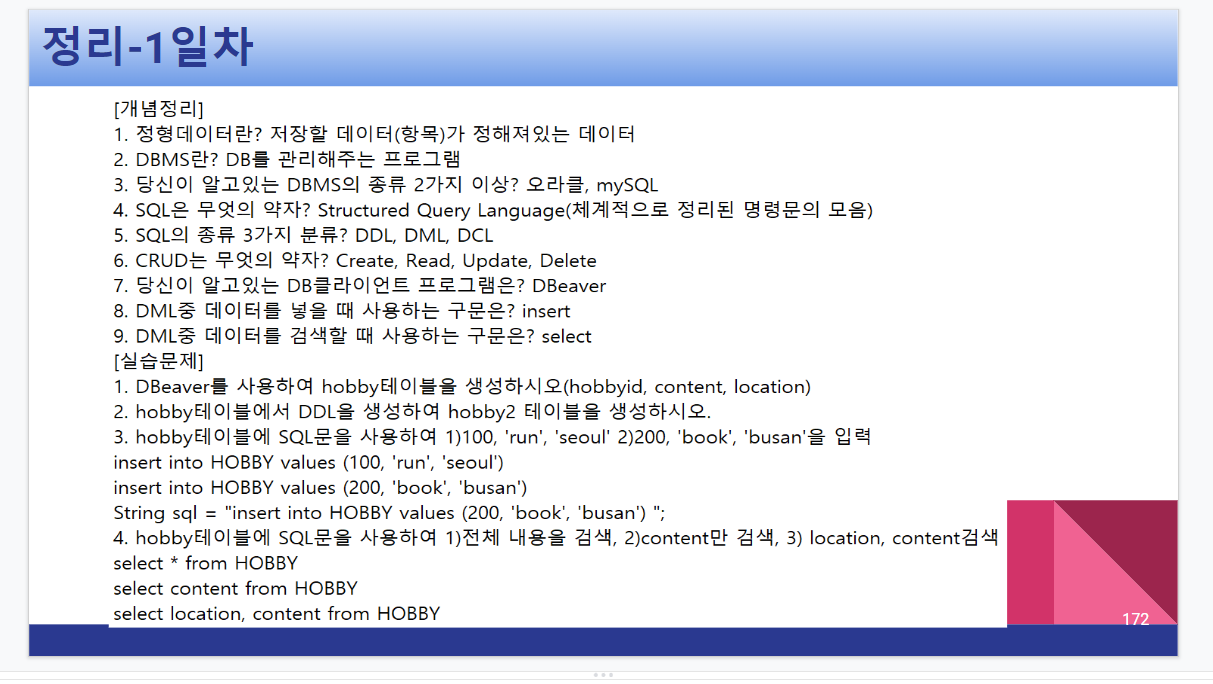 정리-1일차
[개념정리]
1. 정형데이터란? 저장할 데이터(항목)가 정해져있는 데이터
2. DBMS란? DB를 관리해주는 프로그램
3. 당신이 알고있는 DBMS의 종류 2가지 이상? 오라클, mySQL
4. SQL은 무엇의 약자? Structured Query Language(체계적으로 정리된 명령문의 모음)
5. SQL의 종류 3가지 분류? DDL, DML, DCL
6. CRUD는 무엇의 약자? Create, Read, Update, Delete
7. 당신이 알고있는 DB클라이언트 프로그램은? DBeaver
8. DML중 데이터를 넣을 때 사용하는 구문은? insert
9. DML중 데이터를 검색할 때 사용하는 구문은? select
[실습문제]
1. DBeaver를 사용하여 hobby테이블을 생성하시오(hobbyid, content, location)
2. hobby테이블에서 DDL을 생성하여 hobby2 테이블을 생성하시오.
3. hobby테이블에 SQL문을 사용하여 1)100, 'run', 'seoul' 2)200, 'book', 'busan'을 입력
insert into HOBBY values (100, 'run', 'seoul')
insert into HOBBY values (200, 'book', 'busan')
String sql = "insert into HOBBY values (200, 'book', 'busan') ";
4. hobby테이블에 SQL문을 사용하여 1)전체 내용을 검색, 2)content만 검색, 3) location, content검색
select * from HOBBY
select content from HOBBY
select location, content from HOBBY
172